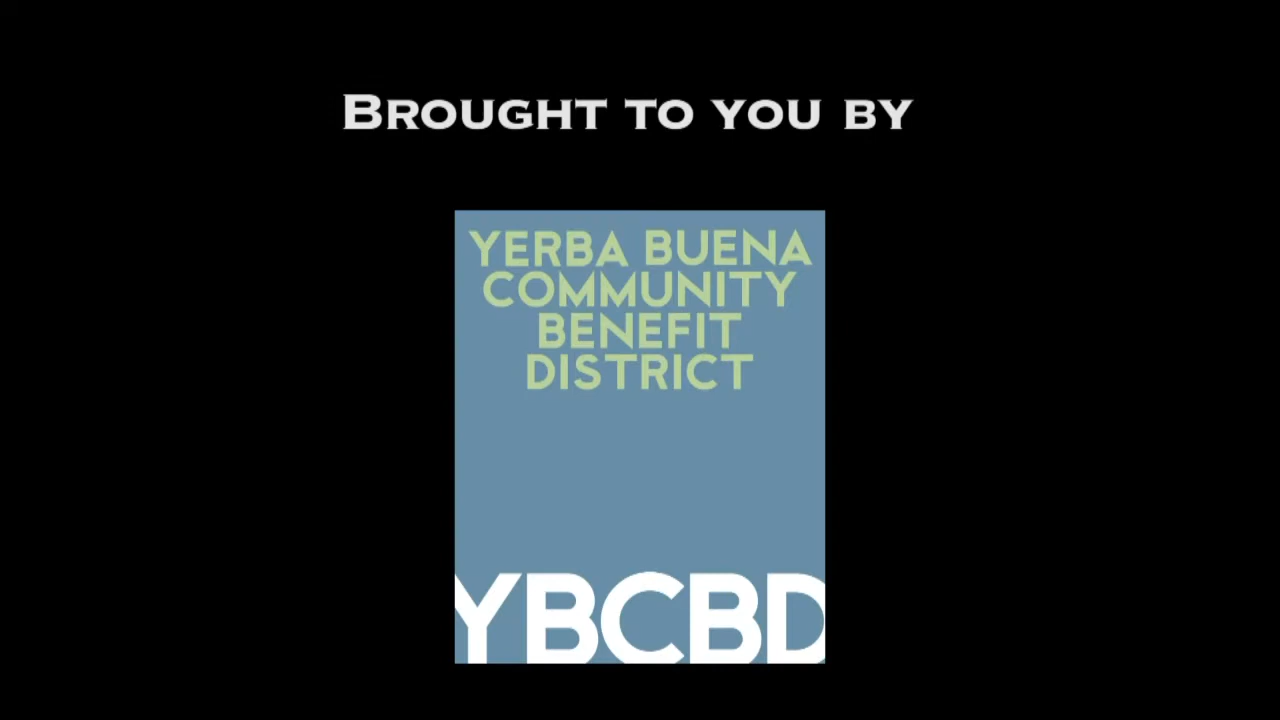 BROUGHT TO YOU BY
YERBA BUENA
COMMUNITY
BENEFIT
DISTRICT
YBCBD